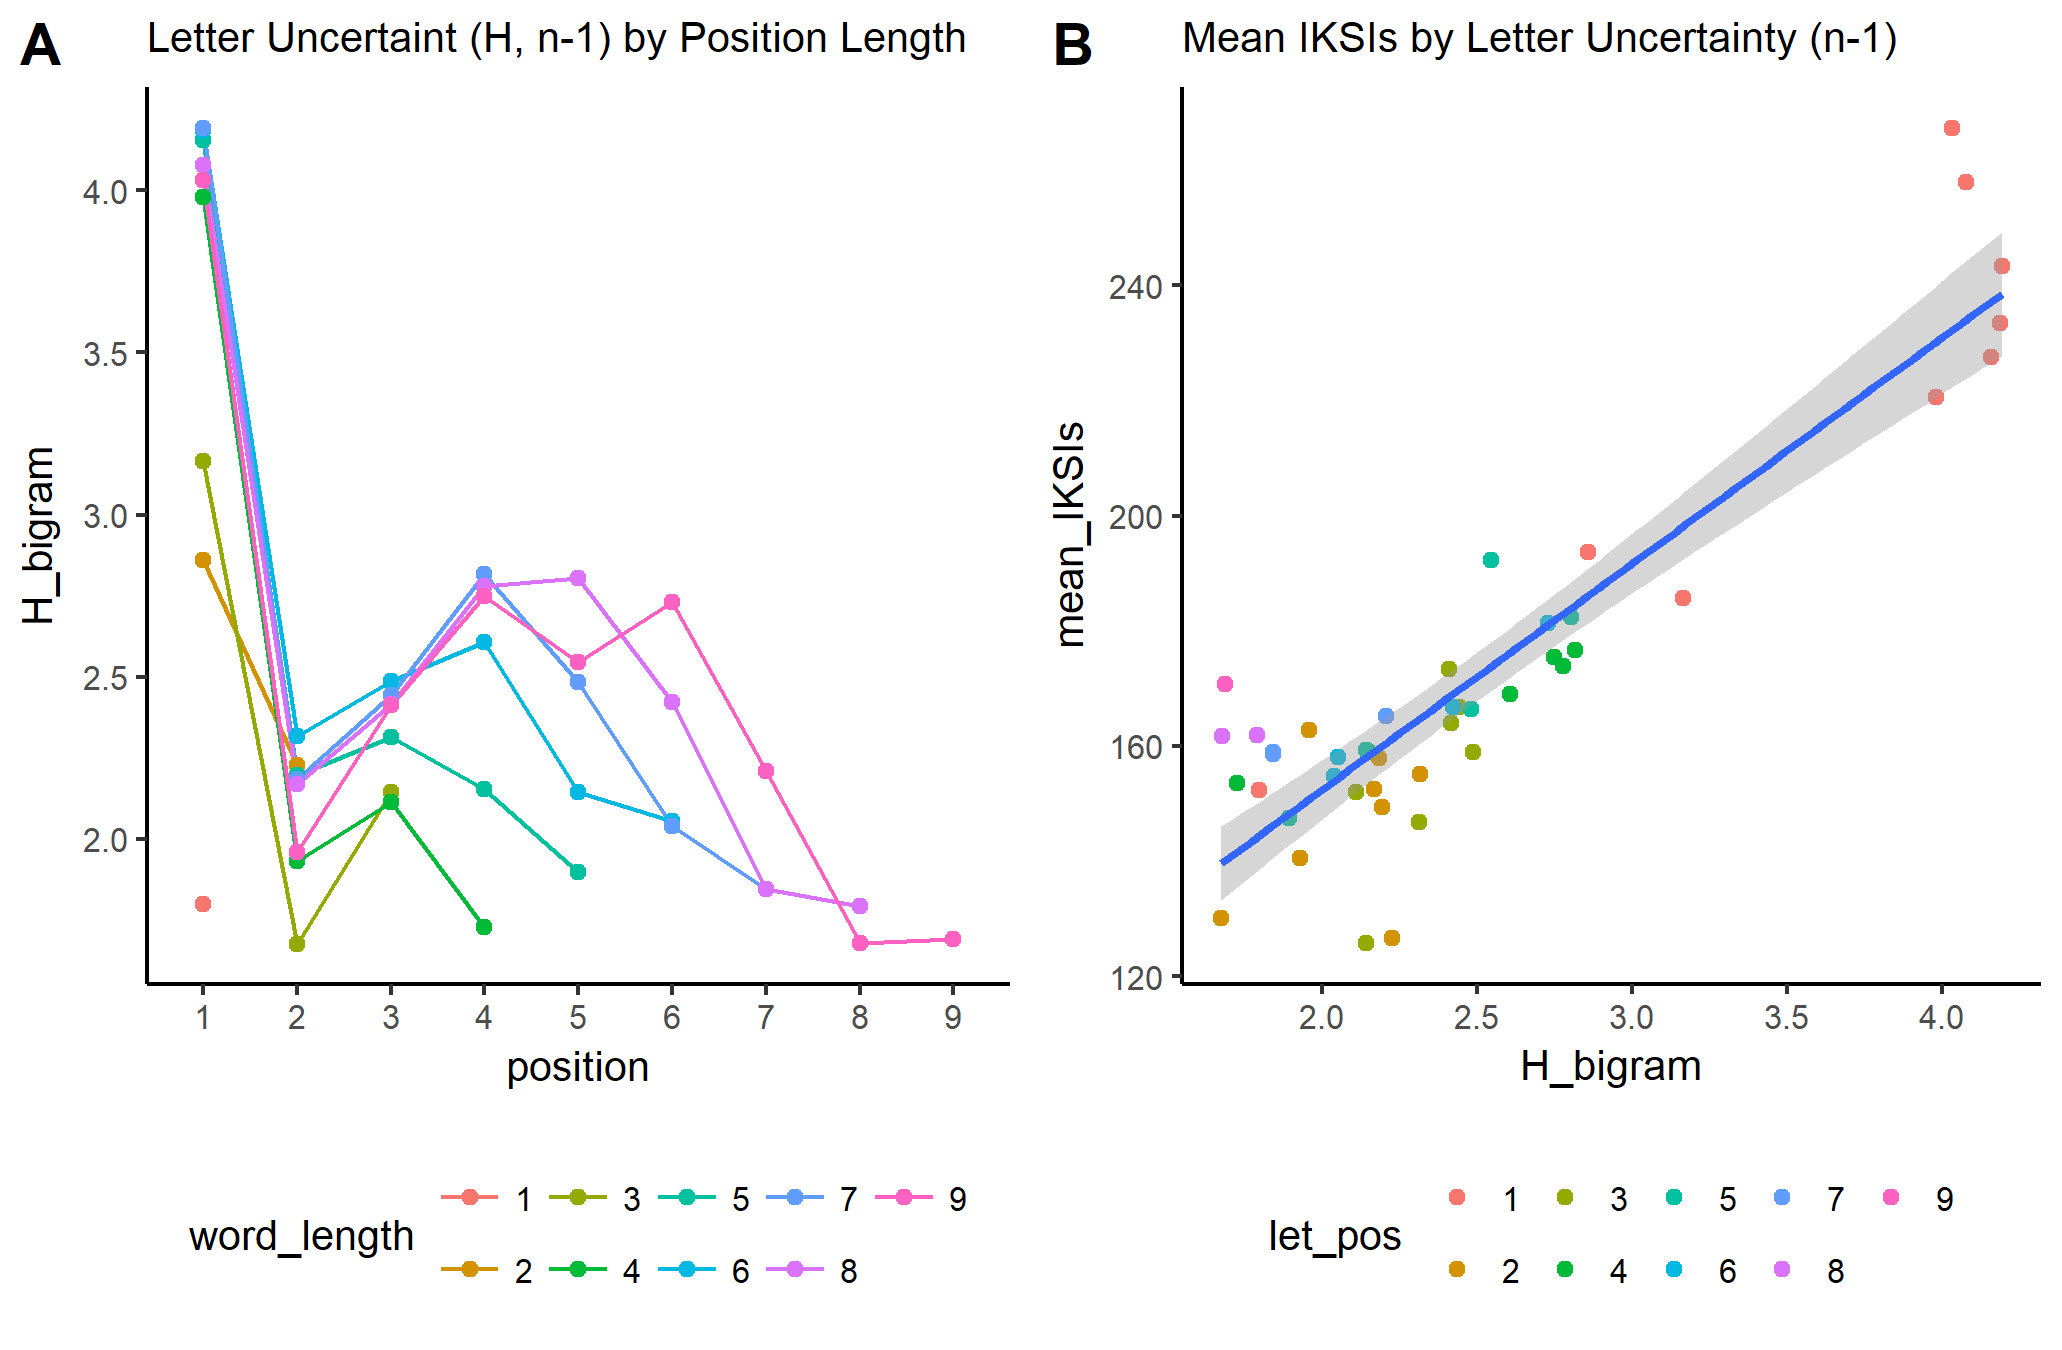 A
Letter Uncertaint (H, n-1) by Position Length
H_bigram
4.0
3.5
3.0
2.5
2.0
1 2 3 4 5 6 7 8 9
position
word_length
1 3 5 7 9
2 4 6 8
B
Mean IKSIs by Letter Uncertainty (n-1)
mean_IKSIs
240
200
160
120
2.0 2.5 3.0 3.5 4.0
H_bigram
let_pos
1 3 5 7 9
2 4 6 8